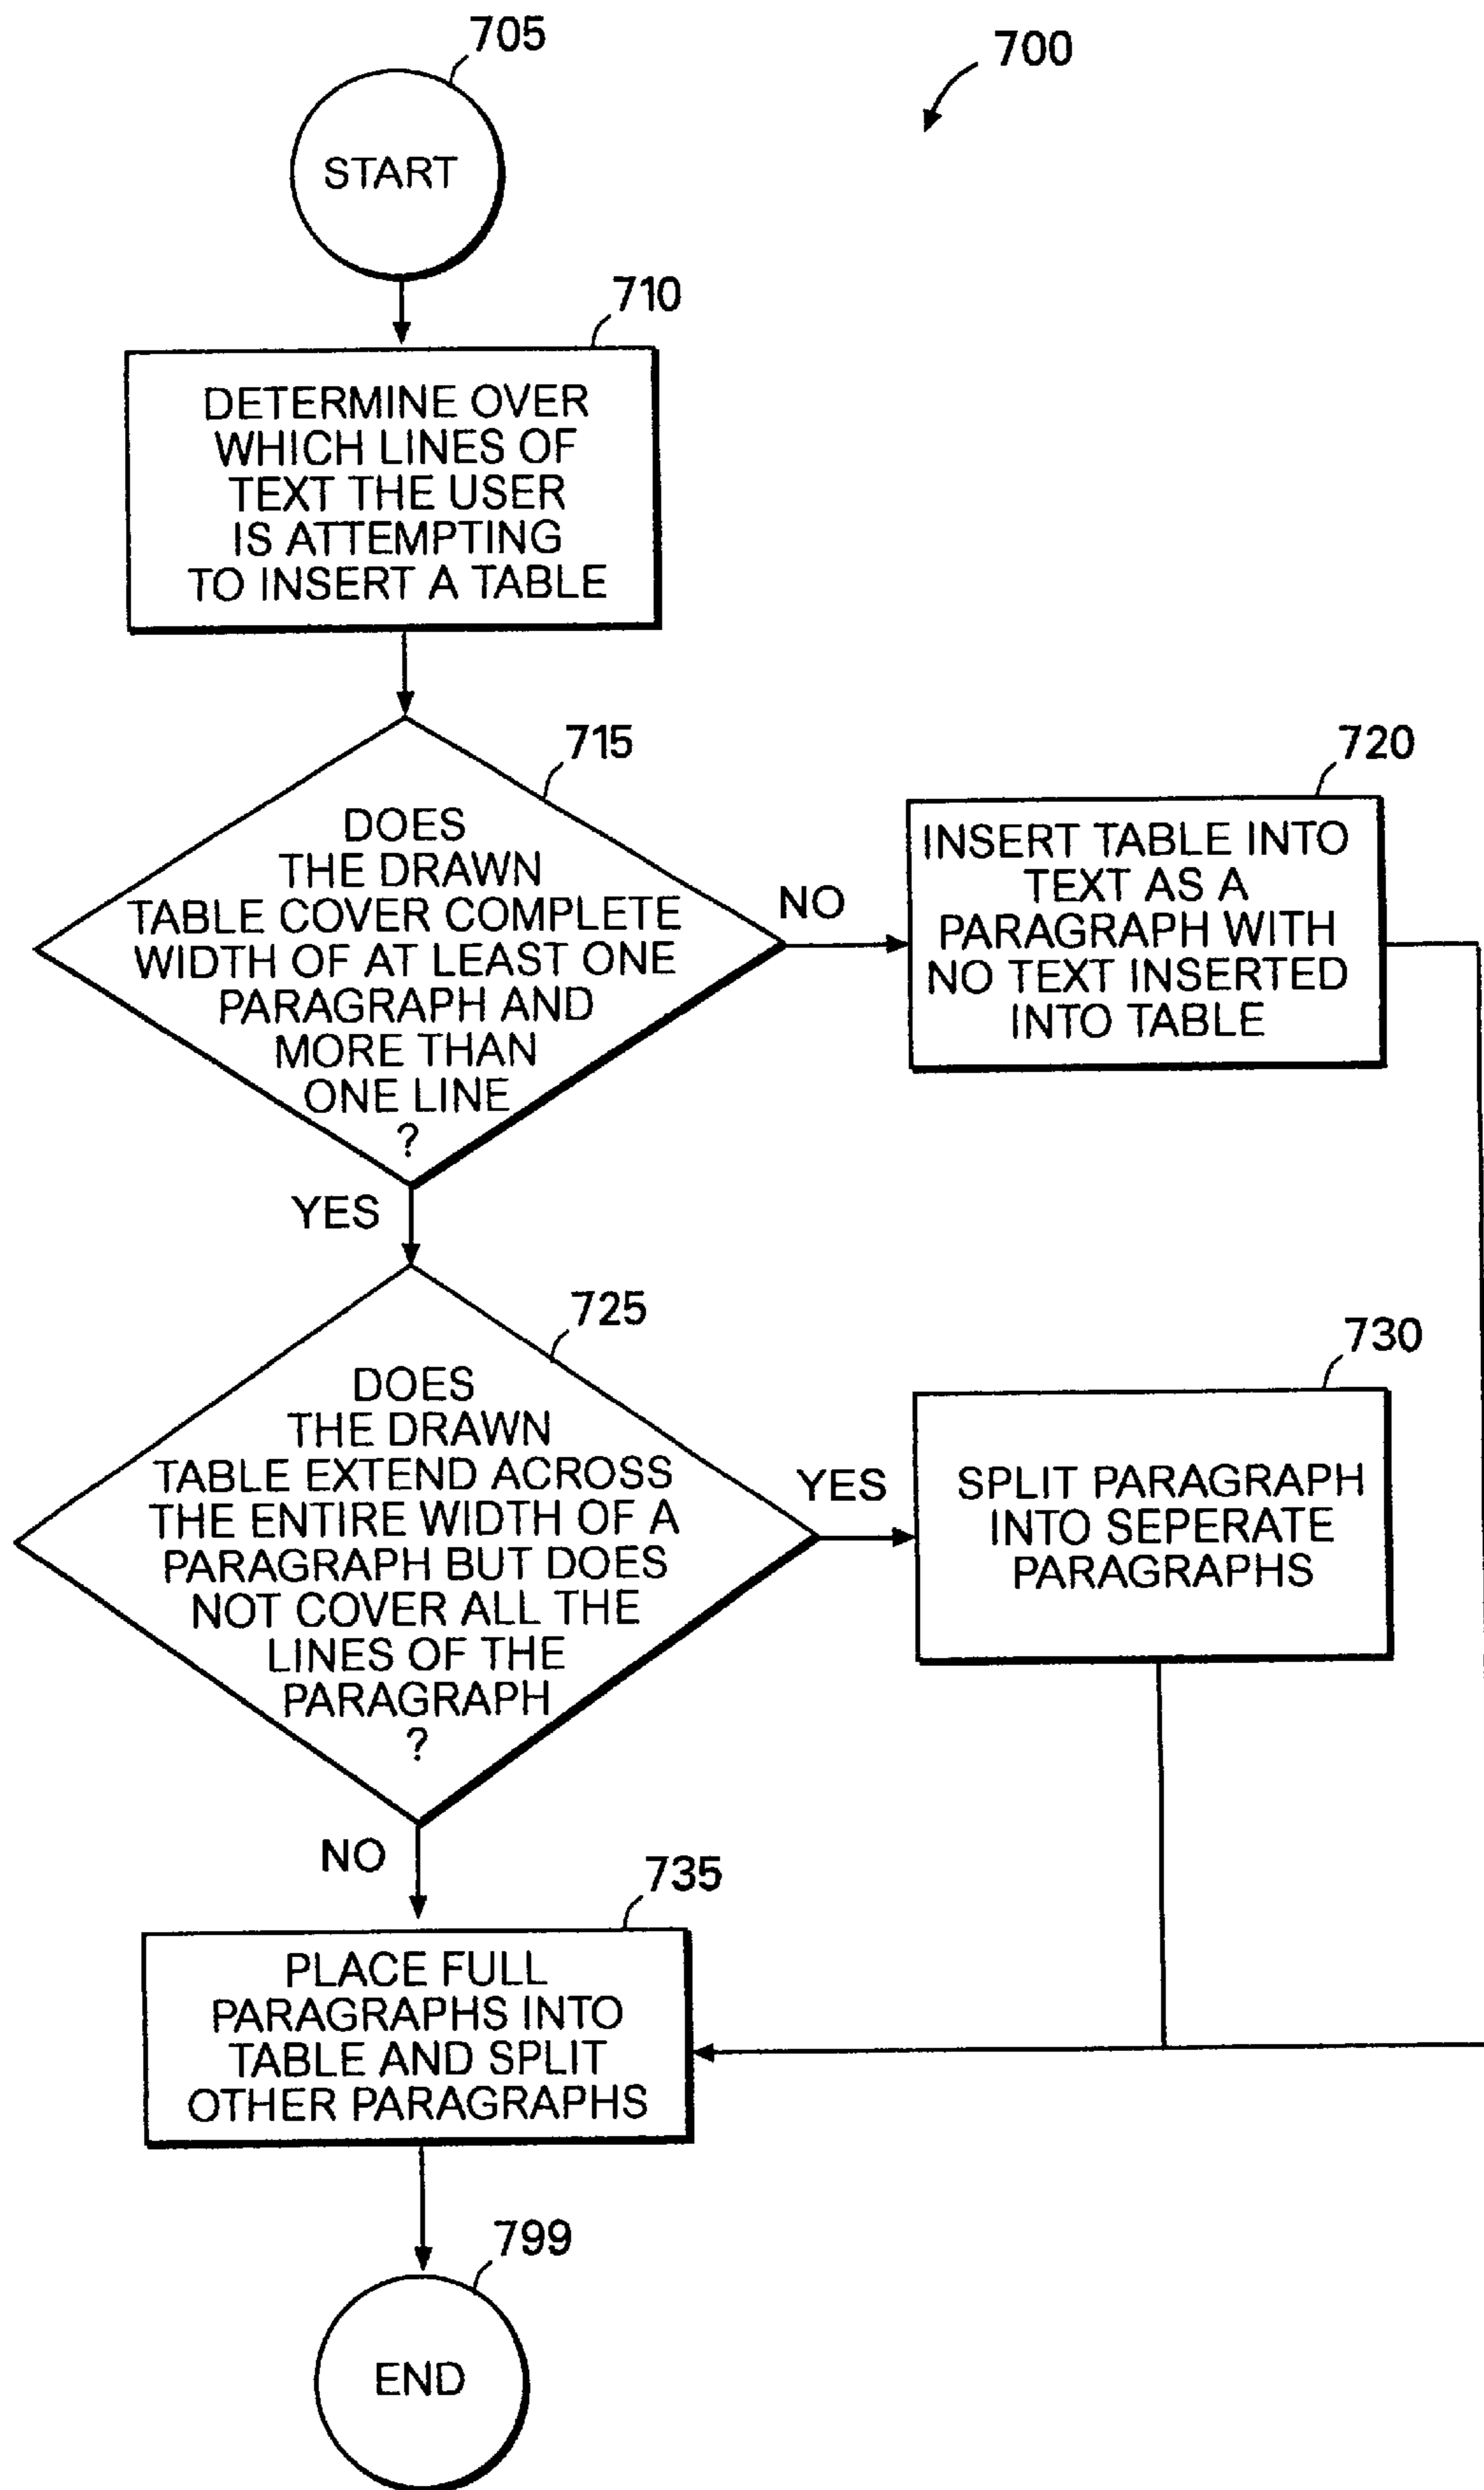 705
700
START
710
DETERMINE OVER
WHICH LINES OF
TEXT THE USER
IS ATTEMPTING
TO INSERT A TABLE
715
DOES
THE DRAWN
TABLE COVER COMPLETE
WIDTH OF AT LEAST ONE
PARAGRAPH AND
MORE THAN
ONE LINE
?
NO
720
INSERT TABLE INTO
TEXT AS A
PARAGRAPH WITH
NO TEXT INSERTED
INTO TABLE
YES
725
DOES
THE DRAWN
TABLE EXTEND ACROSS
THE ENTIRE WIDTH OF A
PARAGRAPH BUT DOES
NOT COVER ALL THE
LINES OF THE
PARAGRAPH
?
YES
730
SPLIT PARAGRAPH
INTO SEPERATE
PARAGRAPHS
NO
735
PLACE FULL
PARAGRAPHS INTO
TABLE AND SPLIT
OTHER PARAGRAPHS
799
END